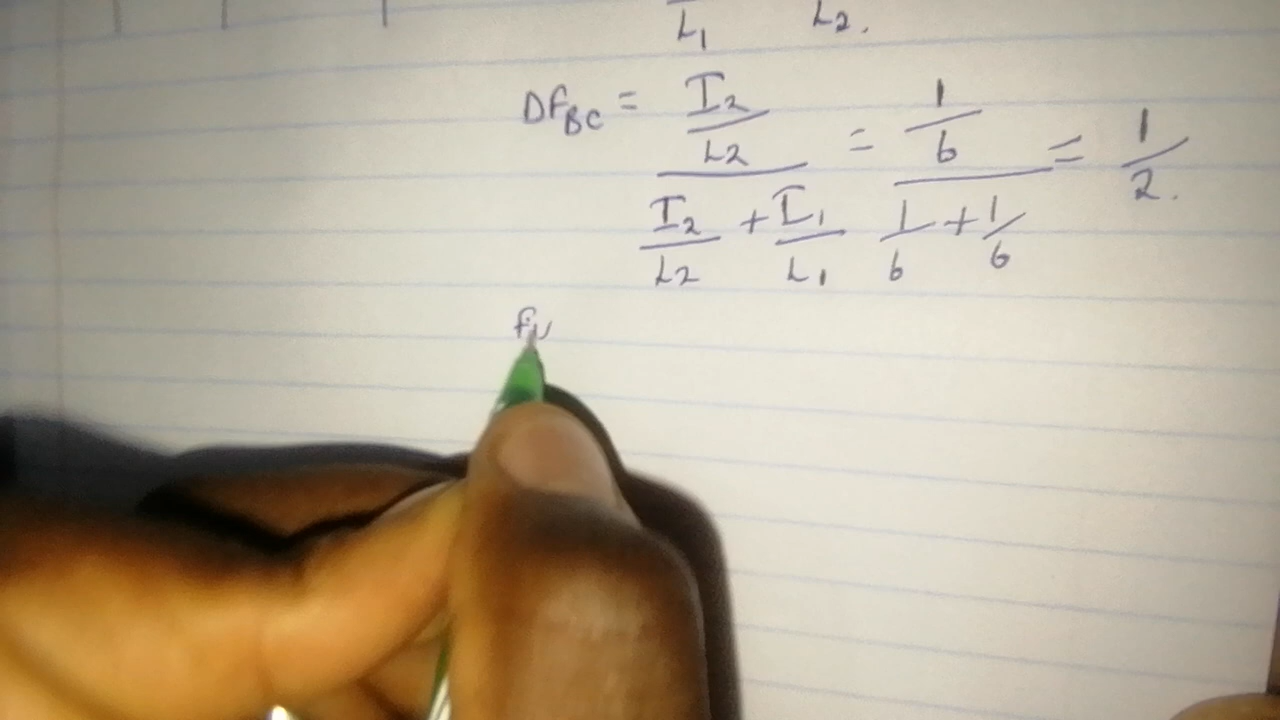 L1 L2.
DFBC = I2/L2 / I2/L2 + I1/L1 = 1/6 / 1/6 + 1/6 = 1/2.